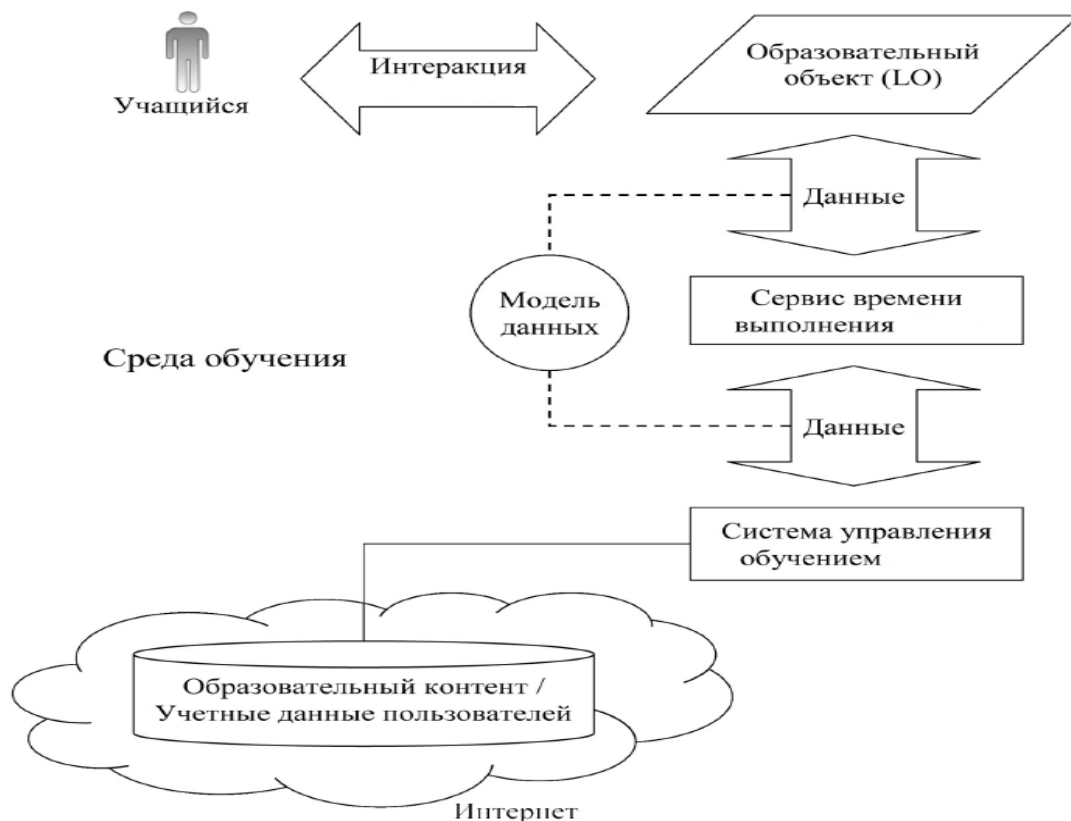 Учащийся
Интеракция
Образовательный
объект (LO)
Данные
Модель
данных
Сервис времени
выполнения
Среда обучения
Данные
Система управления
обучением
Образовательный контент /
Учетные данные пользователей
Интернет